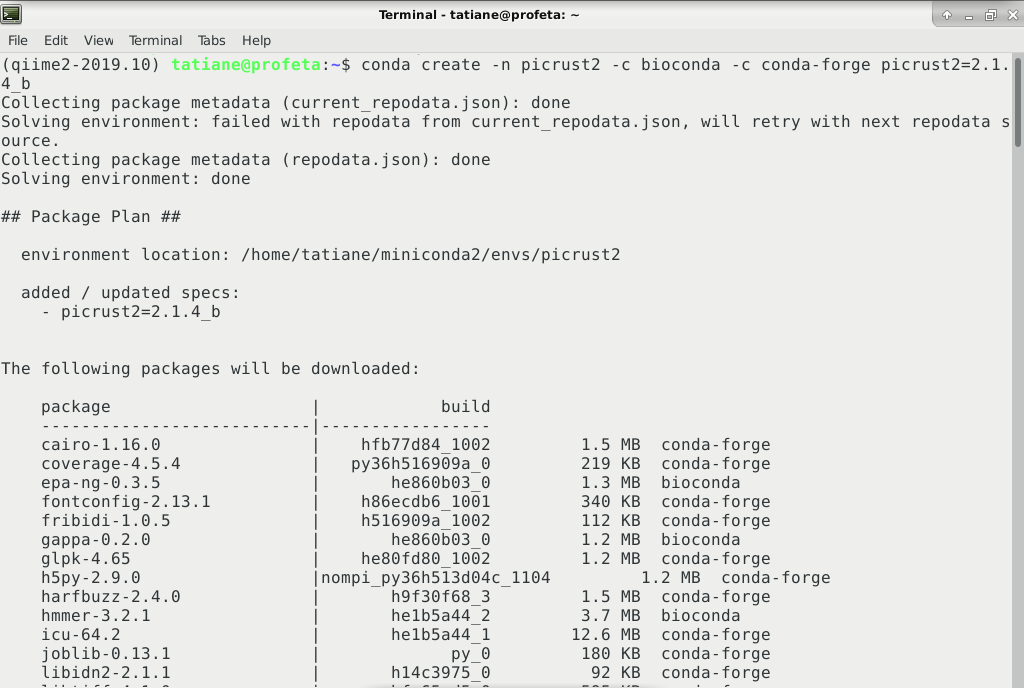 Terminal - tatiane@profeta: ~
File Edit View Terminal Tabs Help
(qiime2-2019.10) tatiane@profeta:~$ conda create -n picrust2 -c bioconda -c conda-forge picrust2=2.1.
4_b
Collecting package metadata (current_repodata.json): done
Solving environment: failed with repodata from current_repodata.json, will retry with next repodata s
ource.
Collecting package metadata (repodata.json): done
Solving environment: done
## Package Plan ##
environment location: /home/tatiane/miniconda2/envs/picrust2
added / updated specs:
- picrust2=2.1.4_b
The following packages will be downloaded:
package | build
---------------------------|-----------------
cairo-1.16.0 | hfb77d84_1002 1.5 MB conda-forge
coverage-4.5.4 | py36h516909a_0 219 KB conda-forge
epa-ng-0.3.5 | he860b03_0 1.3 MB bioconda
fontconfig-2.13.1 | h86ecdb6_1001 340 KB conda-forge
fribidi-1.0.5 | h516909a_1002 112 KB conda-forge
gappa-0.2.0 | he860b03_0 1.2 MB bioconda
glpk-4.65 | he80fd80_1002 1.2 MB conda-forge
h5py-2.9.0 |nompi_py36h513d04c_1104 1.2 MB conda-forge
harfbuzz-2.4.0 | h9f30f68_3 1.5 MB conda-forge
hmmer-3.2.1 | he1b5a44_2 3.7 MB bioconda
icu-64.2 | he1b5a44_1 12.6 MB conda-forge
joblib-0.13.1 | py_0 180 KB conda-forge
libidn2-2.1.1 | h14c3975_0 92 KB conda-forge